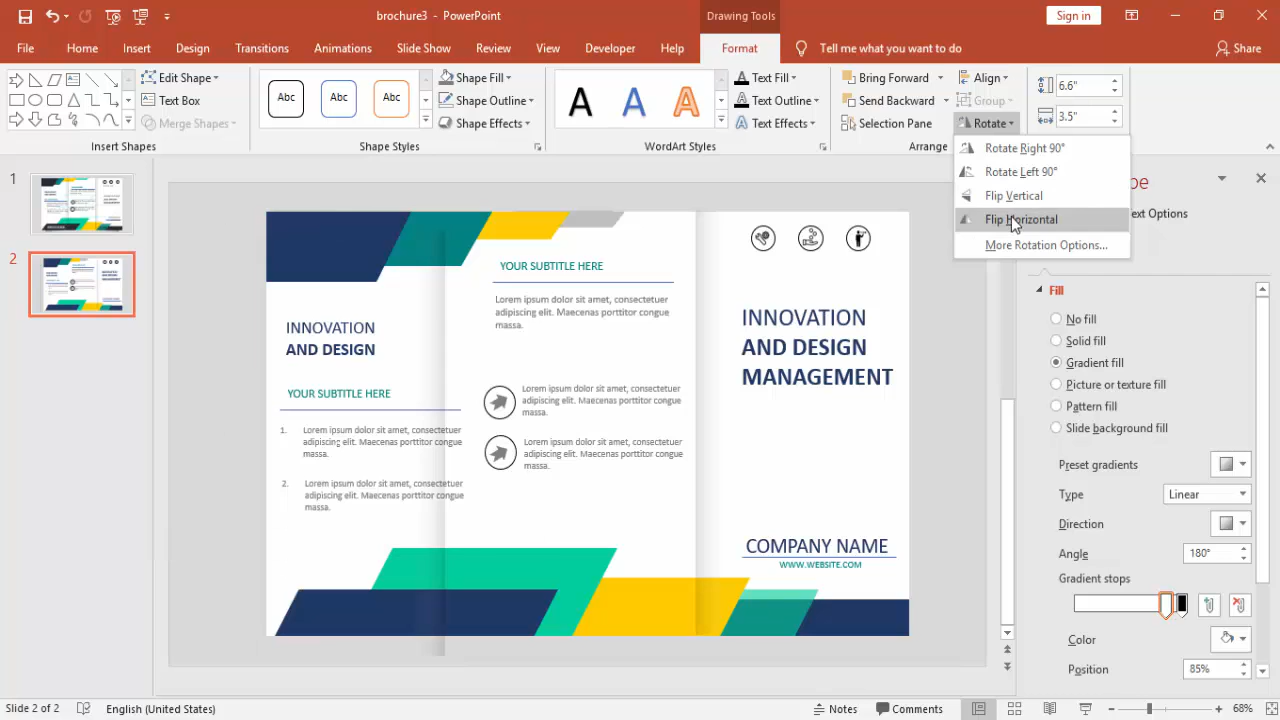 brochure3 - PowerPoint
Drawing Tools
Sign in
File
Home
Insert
Design
Transitions
Animations
Slide Show
Review
View
Developer
Help
Format
Tell me what you want to do
Share
Edit Shape
Text Box
Merge Shapes
Insert Shapes
Abc
Abc
Abc
Shape Fill
Shape Outline
Shape Effects
Shape Styles
A
A
A
Text Fill
Text Outline
Text Effects
WordArt Styles
Bring Forward
Send Backward
Selection Pane
Align
Group
Rotate
Arrange
6.6"
3.5"
Rotate Right 90°
Rotate Left 90°
Flip Vertical
Flip Horizontal
More Rotation Options...
1
2
INNOVATION
AND DESIGN
YOUR SUBTITLE HERE
1. Lorem ipsum dolor sit amet, consectetuer
adipiscing elit. Maecenas porttitor congue
massa.
2. Lorem ipsum dolor sit amet, consectetuer
adipiscing elit. Maecenas porttitor congue
massa.
YOUR SUBTITLE HERE
Lorem ipsum dolor sit amet, consectetuer
adipiscing elit. Maecenas porttitor congue
massa.
Lorem ipsum dolor sit amet, consectetuer
adipiscing elit. Maecenas porttitor congue
massa.
Lorem ipsum dolor sit amet, consectetuer
adipiscing elit. Maecenas porttitor congue
massa.
INNOVATION
AND DESIGN
MANAGEMENT
COMPANY NAME
WWW.WEBSITE.COM
pe
ext Options
Fill
No fill
Solid fill
Gradient fill
Picture or texture fill
Pattern fill
Slide background fill
Preset gradients
Type
Linear
Direction
Angle
180°
Gradient stops
Color
Position
85%
Slide 2 of 2
English (United States)
Notes
Comments
68%